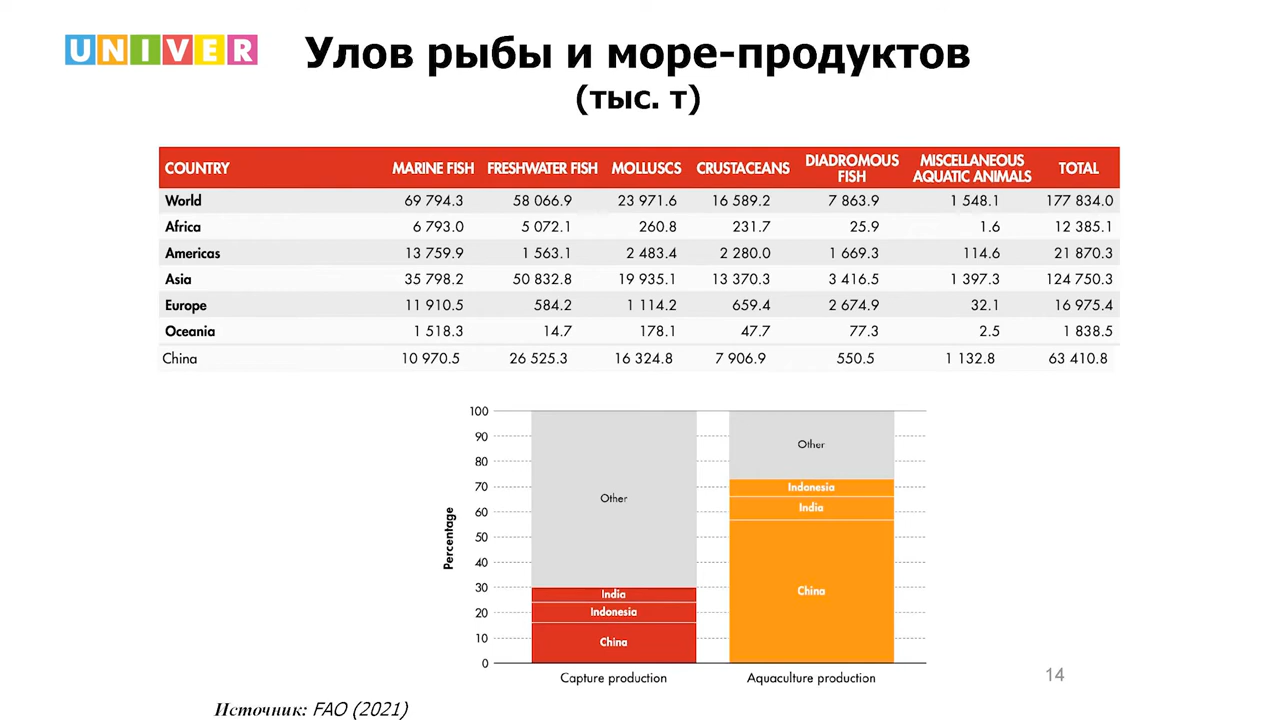 UNIVER
Улов рыбы и море-продуктов
(тыс. т)
COUNTRY MARINE FISH FRESHWATER FISH MOLLUSCS CRUSTACEANS DIADROMOUS FISH MISCELLANEOUS AQUATIC ANIMALS TOTAL
World 69 794.3 58 066.9 23 971.6 16 589.2 7 863.9 1 548.1 177 834.0
Africa 6 793.0 5 072.1 260.8 231.7 25.9 1.6 12 385.1
Americas 13 759.9 1 563.1 2 483.4 2 280.0 1 669.3 114.6 21 870.3
Asia 35 798.2 50 832.8 19 935.1 13 370.3 3 416.5 1 397.3 124 750.3
Europe 11 910.5 584.2 1 114.2 659.4 2 674.9 32.1 16 975.4
Oceania 1 518.3 14.7 178.1 47.7 77.3 2.5 1 838.5
China 10 970.5 26 525.3 16 324.8 7 906.9 550.5 1 132.8 63 410.8
Percentage
100
90
80
70
60
50
40
30
20
10
0
Other
India
Indonesia
China
Other
Indonesia
India
China
Capture production
Aquaculture production
14
Источник: FAO (2021)